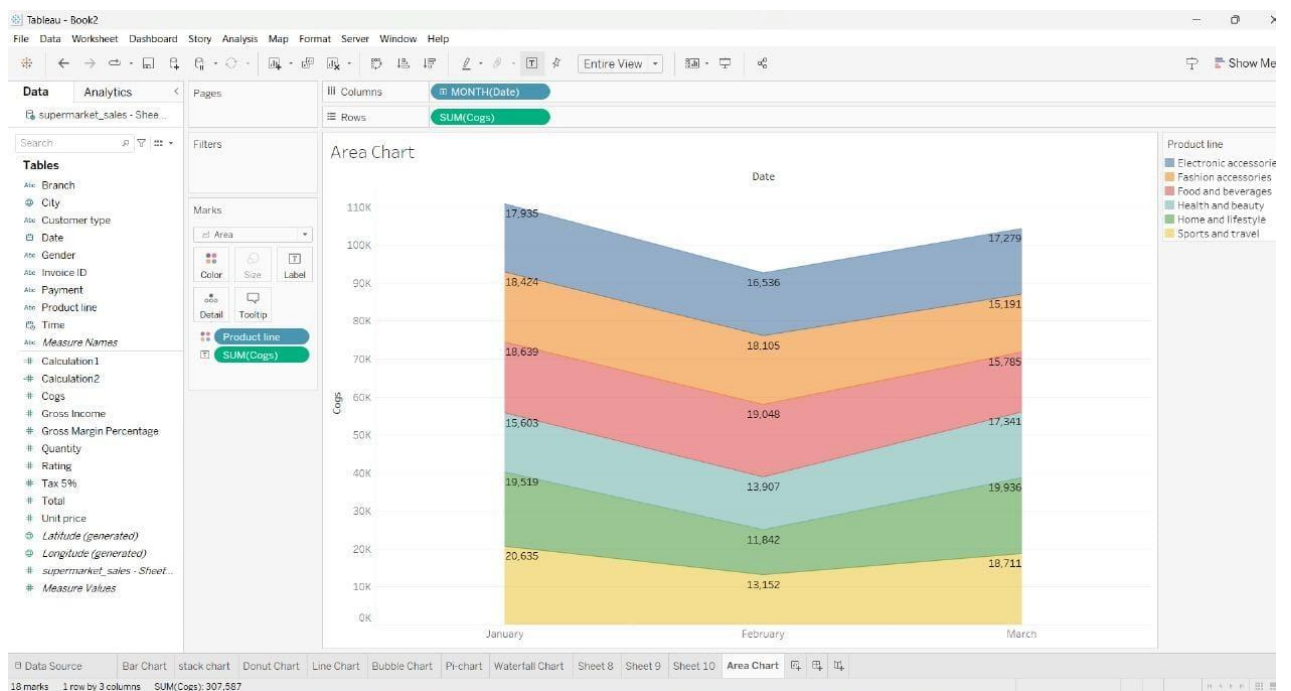 Tableau - Book2
File Data Worksheet Dashboard Story Analysis Map Format Server Window Help
Entire View
Show Me
Data Analytics
supermarket_sales - Shee...
Search
Tables
Abc Branch
City
Abc Customer type
Date
Abc Gender
Abc Invoice ID
Abc Payment
Abc Product line
Time
Abc Measure Names
=# Calculation1
=# Calculation2
# Cogs
# Gross Income
# Gross Margin Percentage
# Quantity
# Rating
# Tax 5%
# Total
# Unit price
Latitude (generated)
Longitude (generated)
# supermarket_sales - Sheet...
# Measure Values
Pages
Filters
Marks
Area
Color Size Label
Detail Tooltip
Product line
SUM(Cogs)
Columns MONTH(Date)
Rows SUM(Cogs)
Area Chart
Date
Cogs
110K
100K
90K
80K
70K
60K
50K
40K
30K
20K
10K
0K
17,935
18,424
18,639
15,603
19,519
20,635
16,536
18,105
19,048
13,907
11,842
13,152
17,279
15,191
15,785
17,341
19,936
18,711
January February March
Product line
Electronic accessorie
Fashion accessories
Food and beverages
Health and beauty
Home and lifestyle
Sports and travel
Data Source Bar Chart stack chart Donut Chart Line Chart Bubble Chart Pi-chart Waterfall Chart Sheet 8 Sheet 9 Sheet 10 Area Chart
18 marks 1 row by 3 columns SUM(Cogs): 307,587